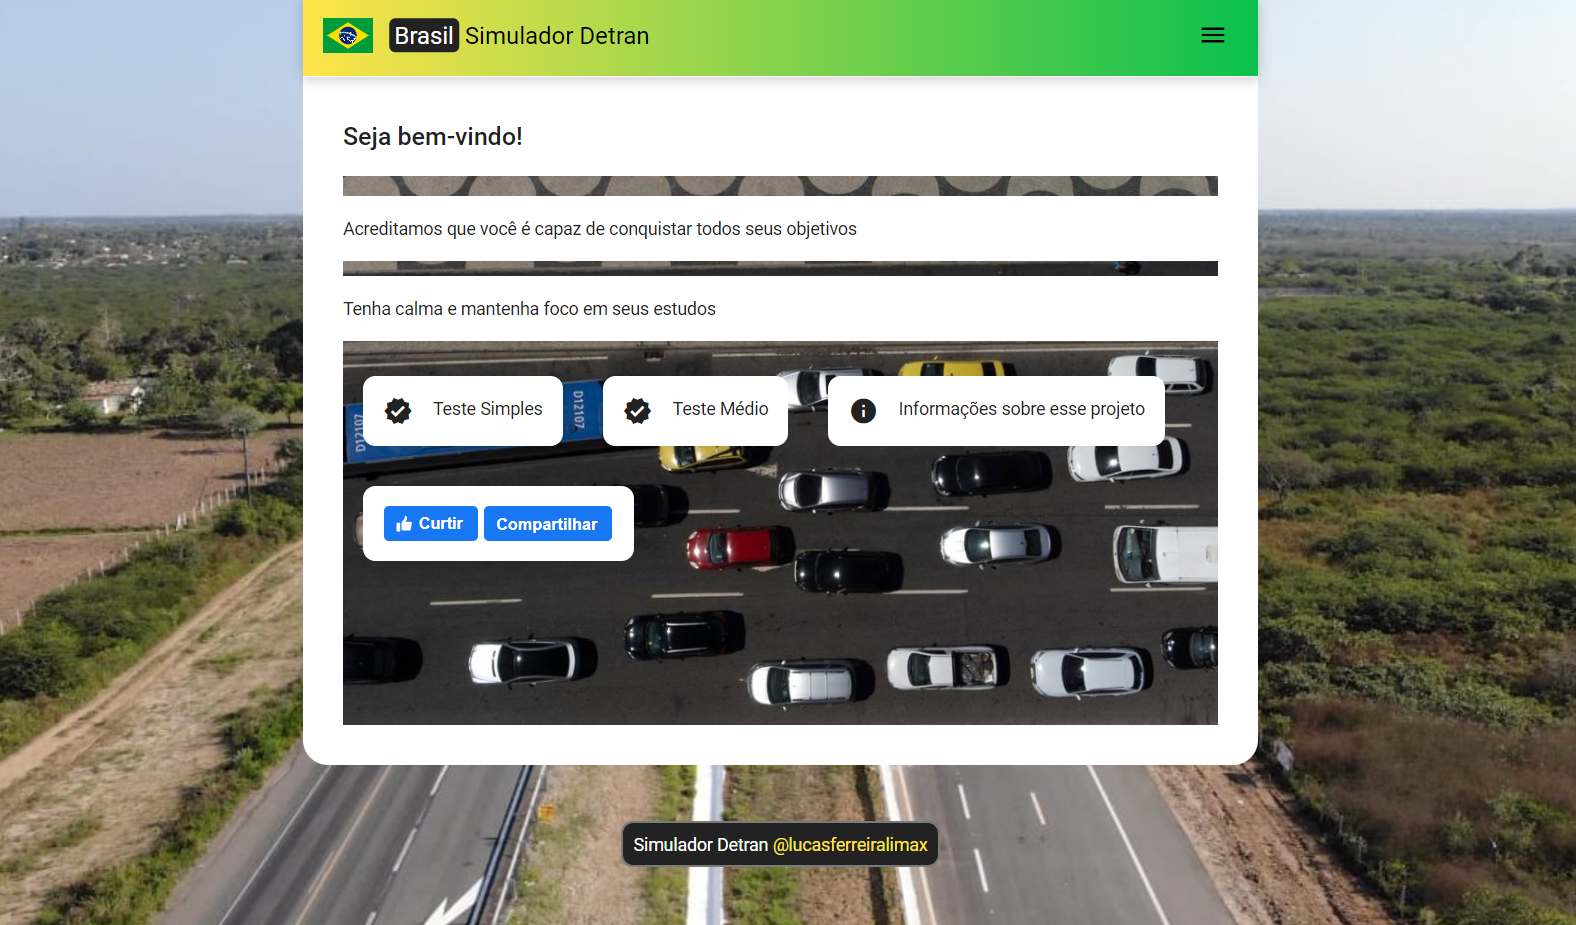 Brasil Simulador Detran
Seja bem-vindo!
Acreditamos que você é capaz de conquistar todos seus objetivos
Tenha calma e mantenha foco em seus estudos
D12107
D12107
Teste Simples
Teste Médio
Informações sobre esse projeto
Curtir
Compartilhar
Simulador Detran @lucasferreiralimax